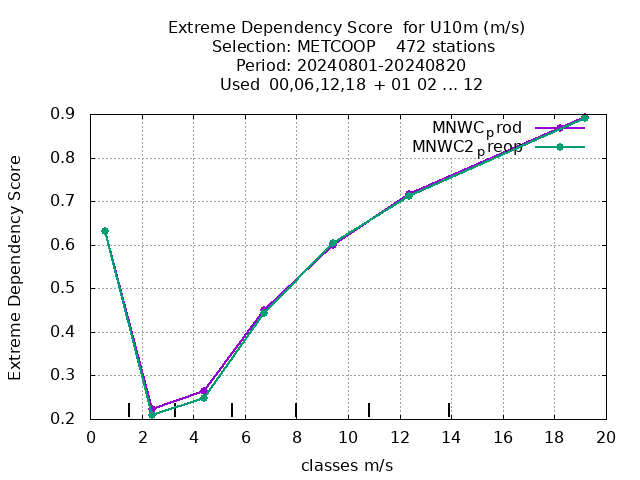 Extreme Dependency Score  for U10m (m/s)
Selection: METCOOP    472 stations
Period: 20240801-20240820
Used  00,06,12,18  + 01 02 ... 12
MNWCprod
MNWC2preop
Extreme Dependency Score
0.9
0.8
0.7
0.6
0.5
0.4
0.3
0.2
0 2 4 6 8 10 12 14 16 18 20
classes m/s